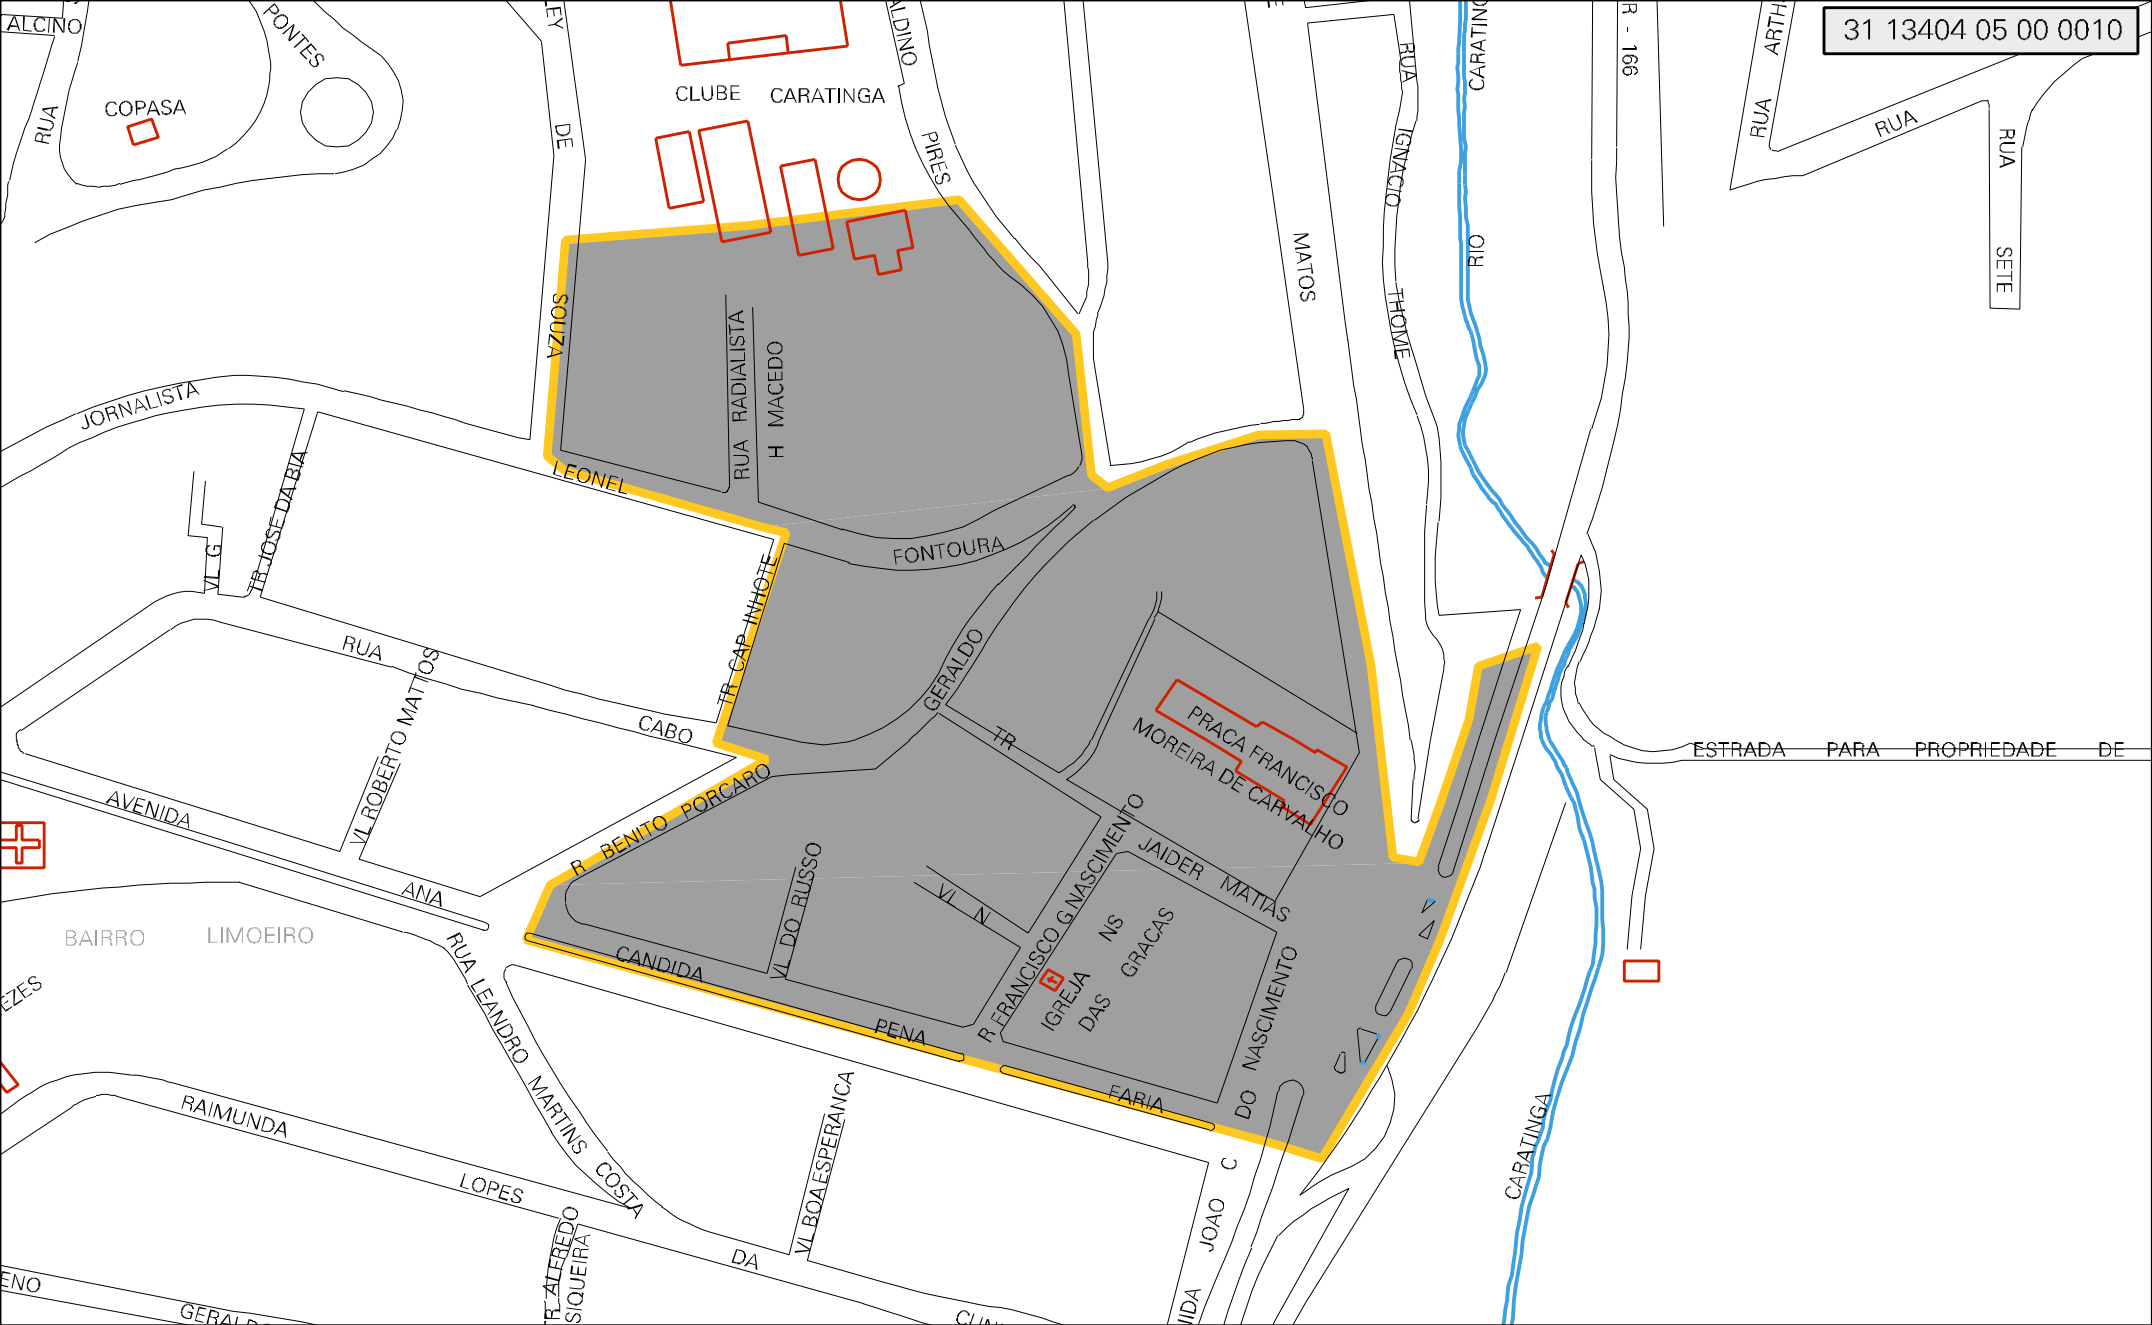 31 13404 05 00 0010
ALCINO
PONTES
RUA
COPASA
DE
CLUBE CARATINGA
PIRES
RUA IGNACIO THOME
MATOS
RIO
CARATINGA
RUA
RUA
RUA SETE
SOUZA
RUA RADIALISTA
H MACEDO
JORNALISTA
LEONEL
FONTOURA
TR JOSE DA BIA
VL G
TR CAP INHOTE
RUA
CABO
VL ROBERTO MATTOS
GERALDO
TR
JAIDER MATIAS
PRACA FRANCISCO
MOREIRA DE CARVALHO
ESTRADA PARA PROPRIEDADE DE
R BENITO PORCARO
AVENIDA
ANA
CANDIDA
PENA
FARIA
VL DO RUSSO
VL N
R FRANCISCO G NASCIMENTO
IGREJA
NS
DAS
GRACAS
BAIRRO LIMOEIRO
RUA LEANDRO MARTINS COSTA
NASCIMENTO
DO
C
JOAO
RAIMUNDA
LOPES
DA
VL BOA ESPERANCA
CARATINGA
TR ALFREDO
SIQUEIRA